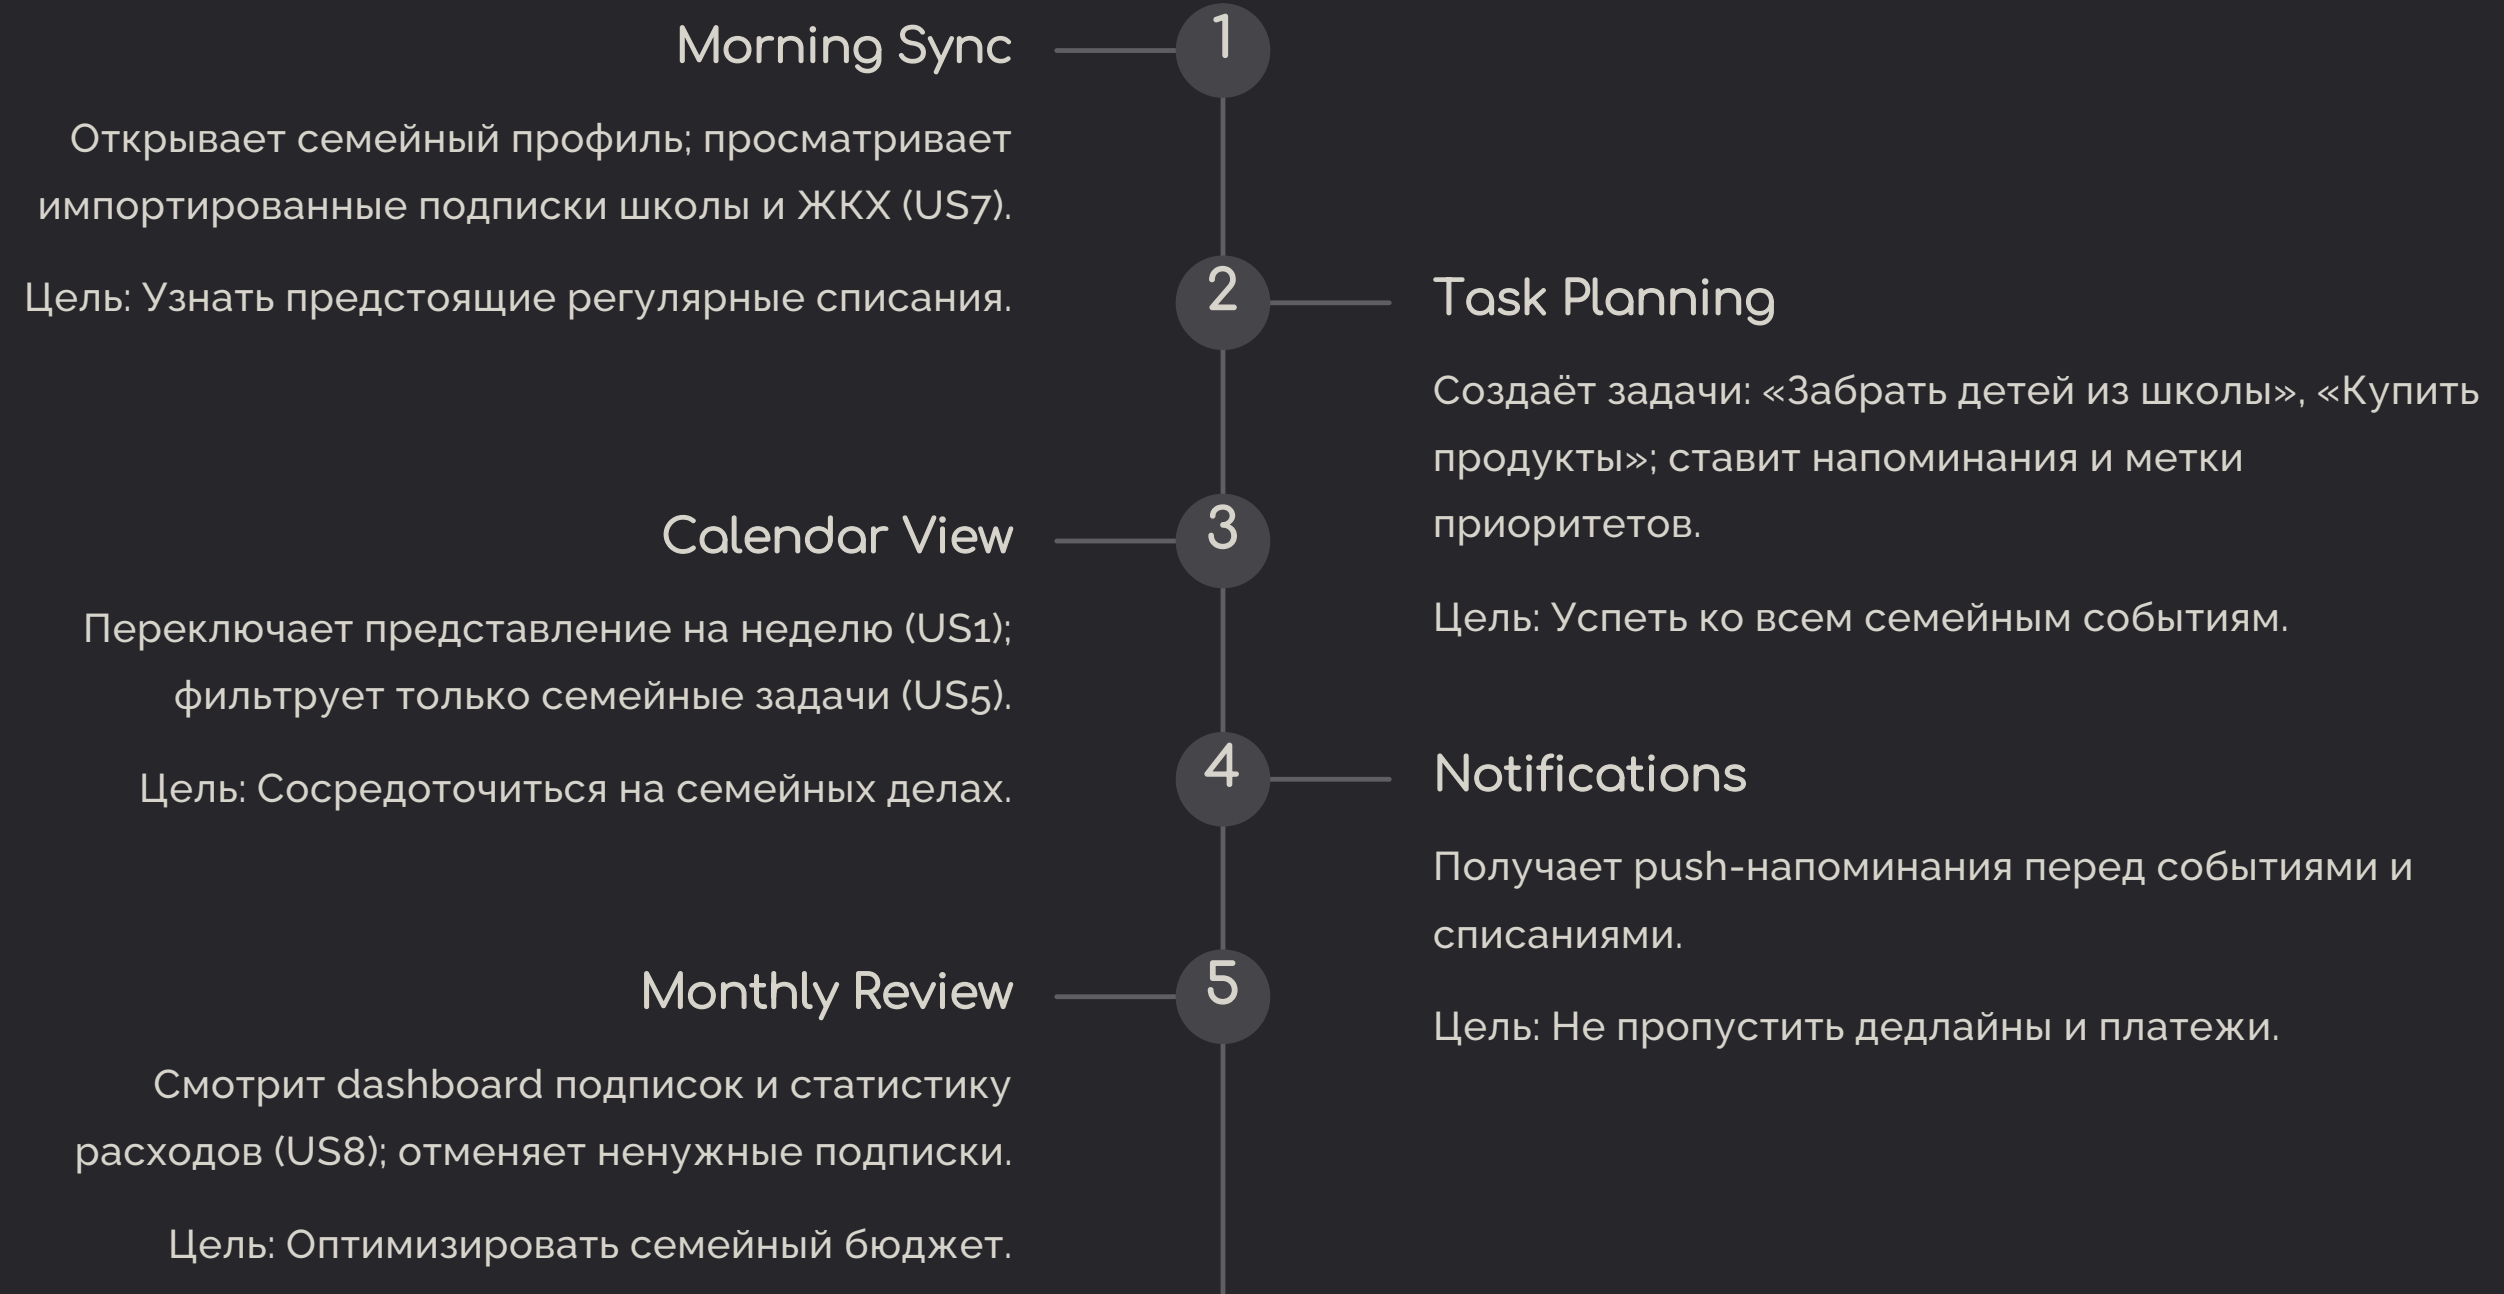 Morning Sync
1
Открывает семейный профиль; просматривает
импортированные подписки школы и ЖКХ (US7).
Цель: Узнать предстоящие регулярные списания.
2
Task Planning
Создаёт задачи: «Забрать детей из школы», «Купить
продукты»; ставит напоминания и метки
приоритетов.
Цель: Успеть ко всем семейным событиям.
Calendar View
3
Переключает представление на неделю (US1);
фильтрует только семейные задачи (US5).
Цель: Сосредоточиться на семейных делах.
4
Notifications
Получает push-напоминания перед событиями и
списаниями.
Цель: Не пропустить дедлайны и платежи.
Monthly Review
5
Смотрит dashboard подписок и статистику
расходов (US8); отменяет ненужные подписки.
Цель: Оптимизировать семейный бюджет.